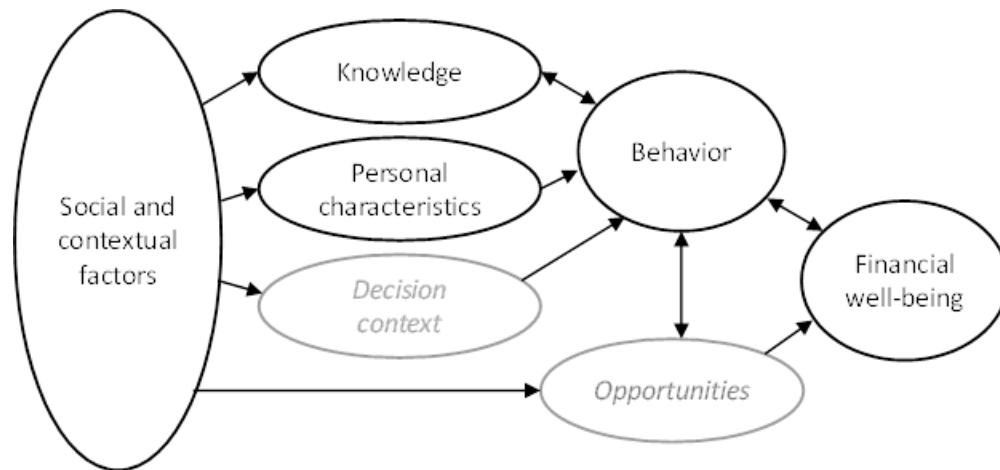 Social and
contextual
factors
Knowledge
Personal
characteristics
Decision
context
Behavior
Opportunities
Financial
well-being